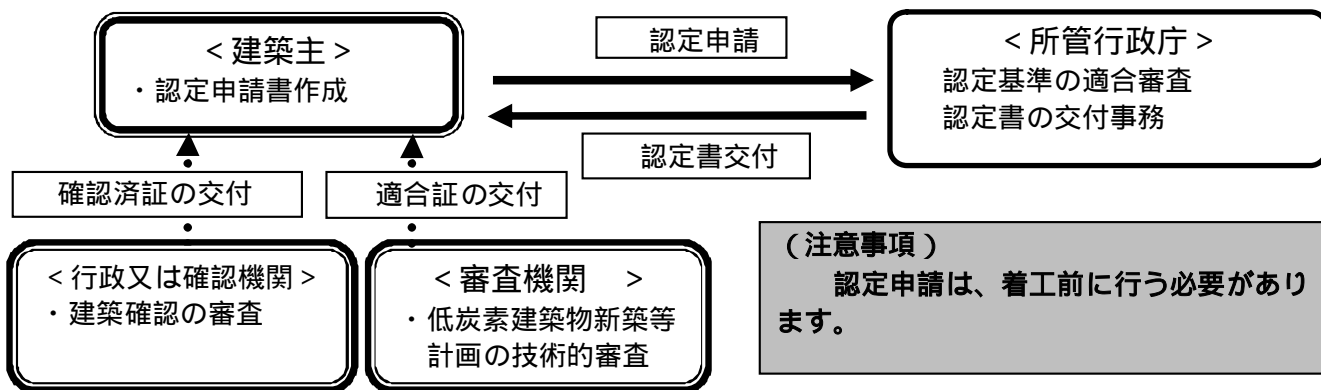 <建築主>
・認定申請書作成
認定申請
<所管行政庁>
認定基準の適合審査
認定書の交付事務
認定書交付
確認済証の交付
適合証の交付
<行政又は確認機関>
・建築確認の審査
<審査機関　>
・低炭素建築物新築等
計画の技術的審査
（注意事項）
認定申請は、着工前に行う必要があり
ます。